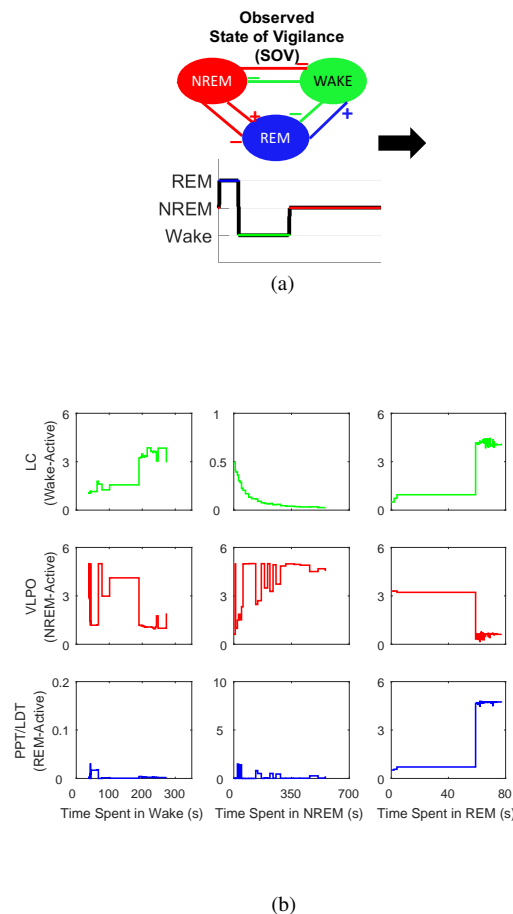 Observed
State of Vigilance
(SOV)
NREM
WAKE
REM
− − + − − +
REM
NREM
Wake
(a)
LC
(Wake-Active)
6
3
0
1
0.5
0
6
3
0
VLPO
(NREM-Active)
6
3
0
6
3
0
6
3
0
PPT/LDT
(REM-Active)
0.2
0.1
0
10
5
0
6
3
0
0 100 200 300
0 350 700
0 40 80
Time Spent in Wake (s)
Time Spent in NREM (s)
Time Spent in REM (s)
(b)